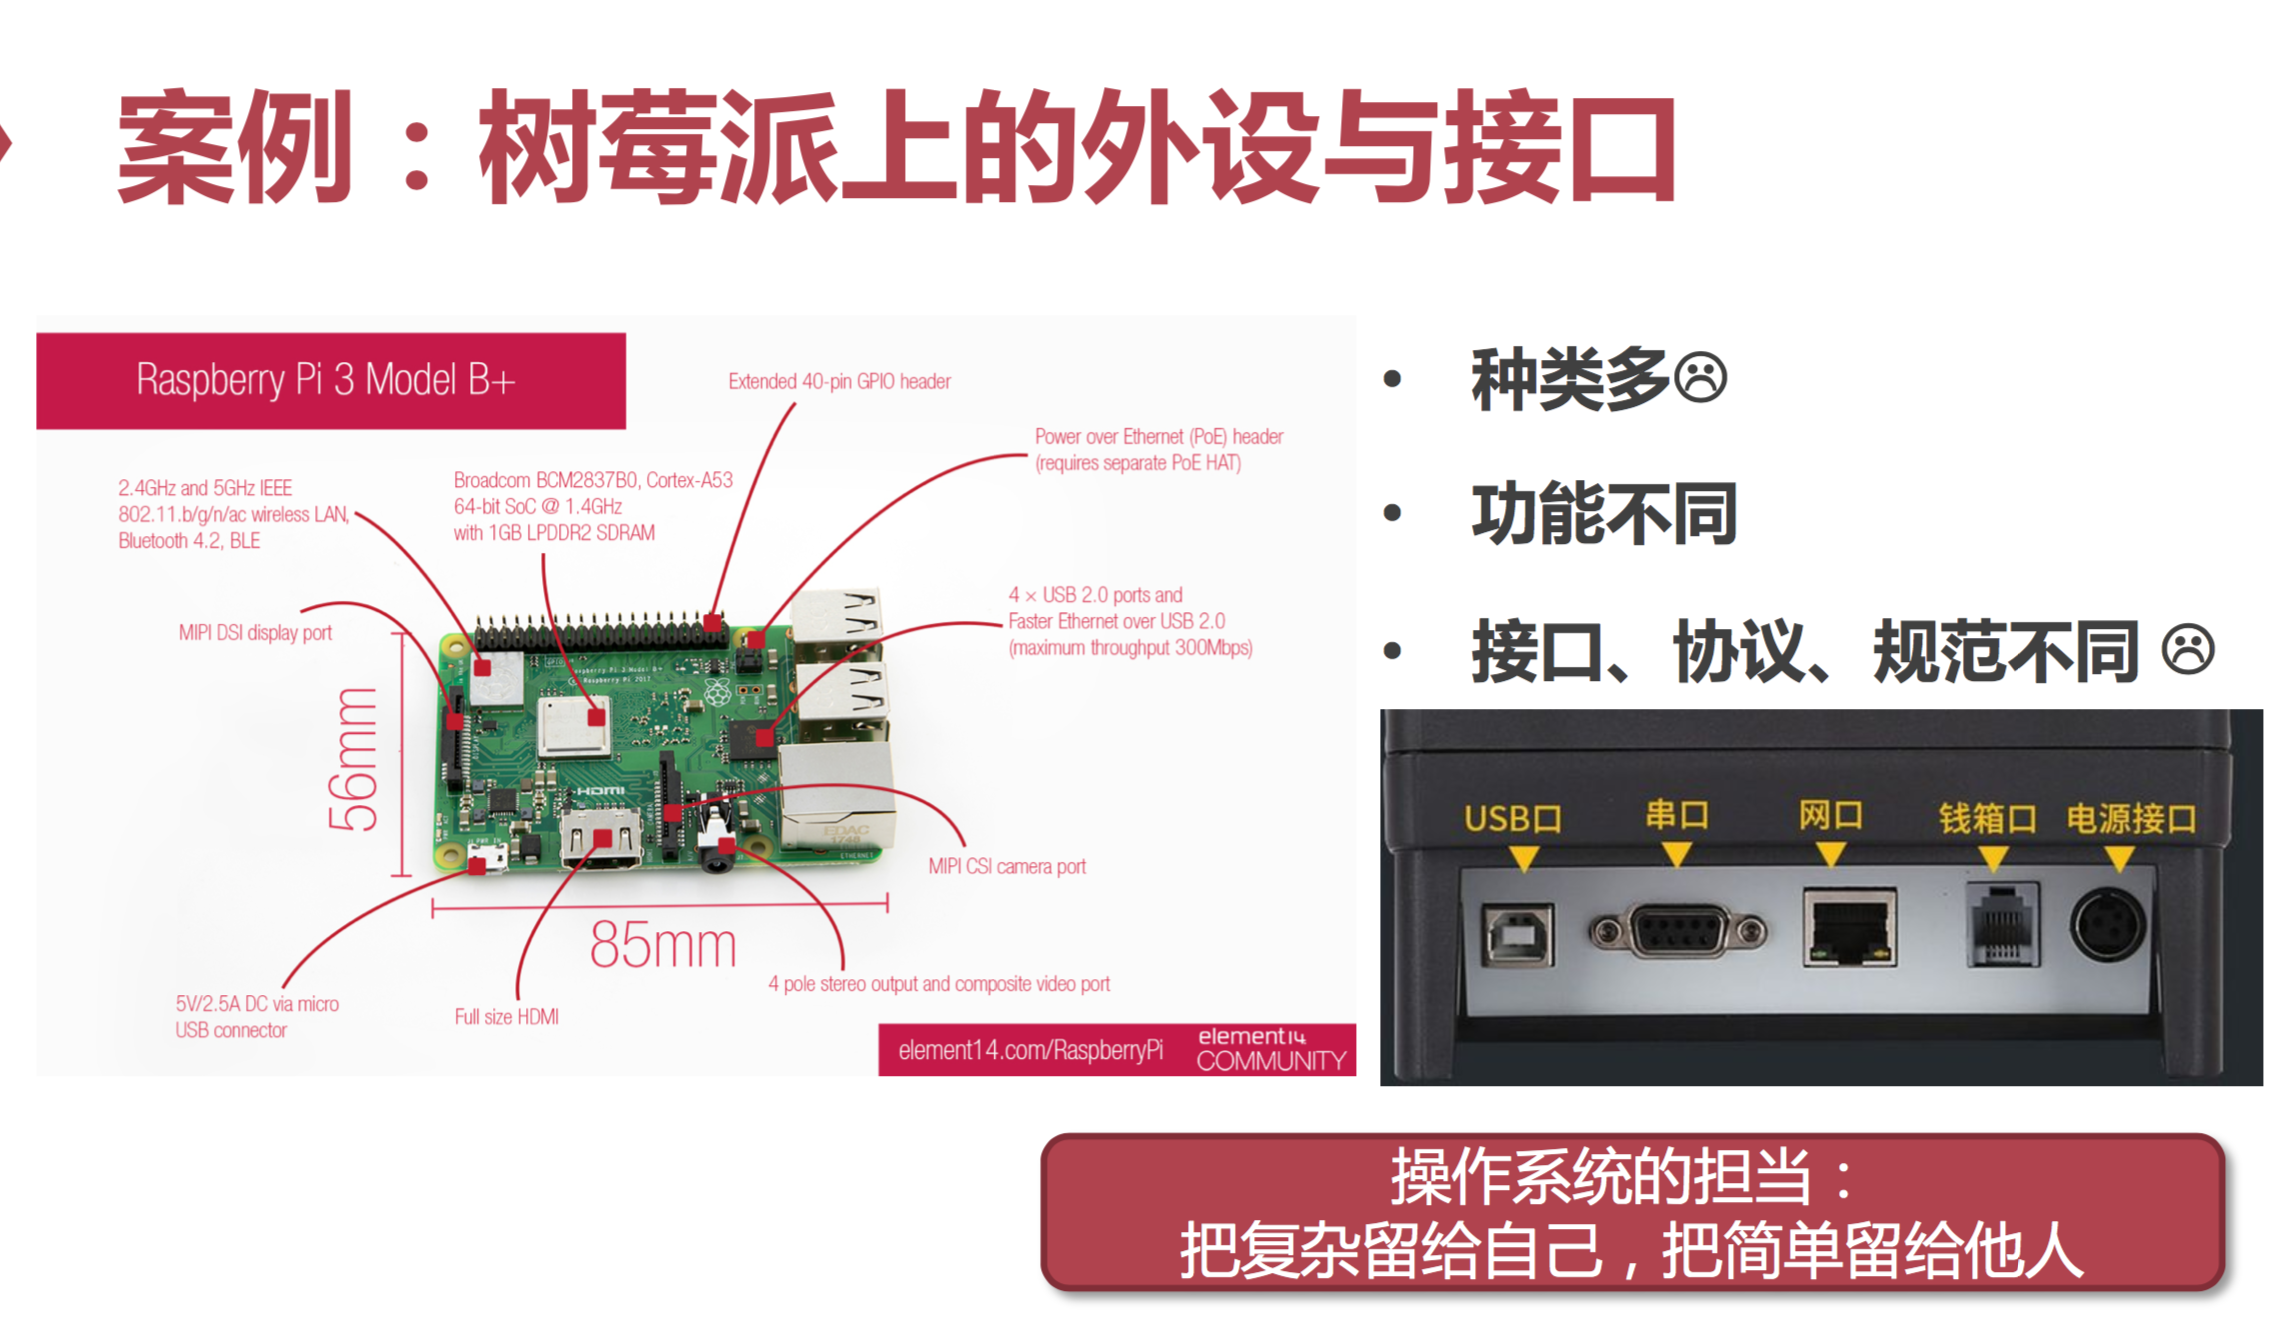 案例：树莓派上的外设与接口
Raspberry Pi 3 Model B+
Extended 40-pin GPIO header
Power over Ethernet (PoE) header
(requires separate PoE HAT)
2.4GHz and 5GHz IEEE
802.11.b/g/n/ac wireless LAN,
Bluetooth 4.2, BLE
Broadcom BCM2837B0, Cortex-A53
64-bit SoC @ 1.4GHz
with 1GB LPDDR2 SDRAM
4 × USB 2.0 ports and
Faster Ethernet over USB 2.0
(maximum throughput 300Mbps)
MIPI DSI display port
56mm
Raspberry Pi 2017
HDMI
EDAC
ETHERNET
MIPI CSI camera port
85mm
4 pole stereo output and composite video port
5V/2.5A DC via micro
USB connector
Full size HDMI
element14.com/RaspberryPi
element14
COMMUNITY
• 种类多☹
• 功能不同
• 接口、协议、规范不同 ☹
USB口
串口
网口
钱箱口
电源接口
操作系统的担当：
把复杂留给自己，把简单留给他人